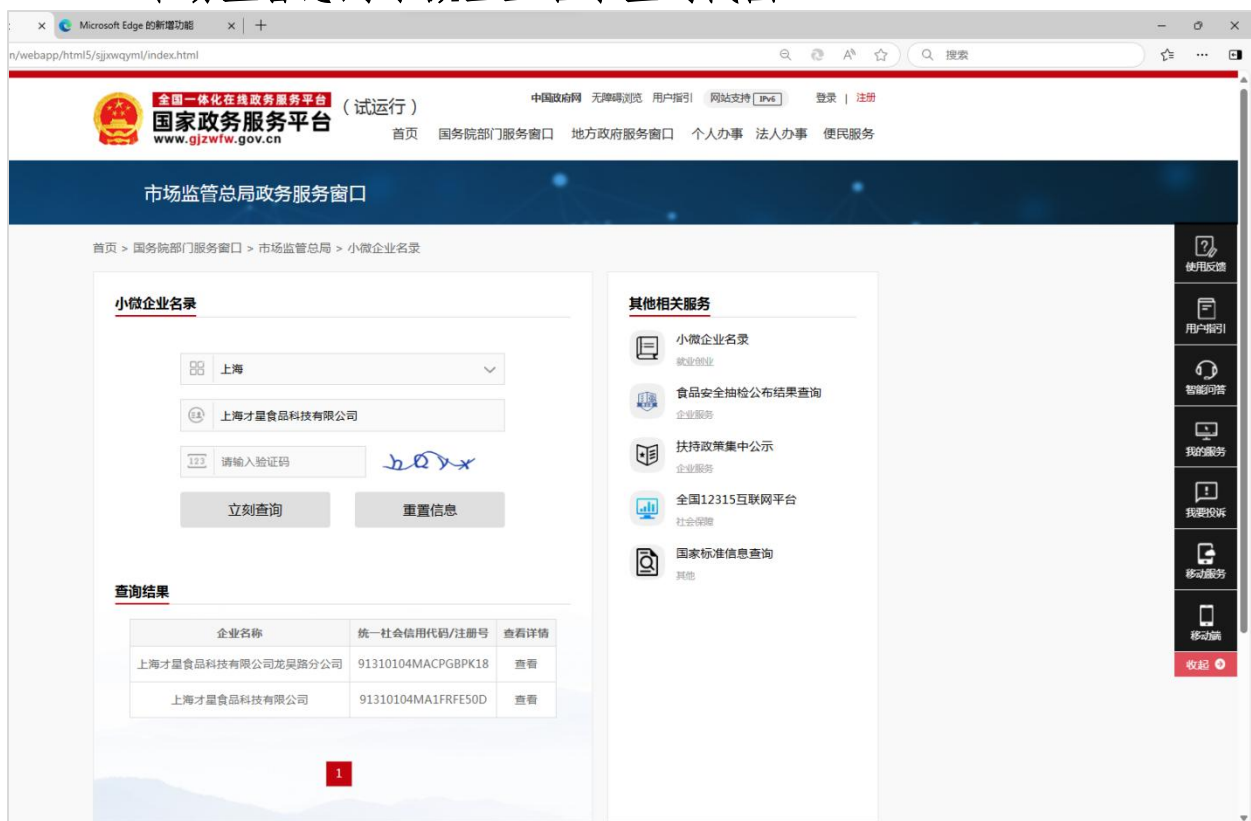 Microsoft Edge 的新增功能
n/webapp/html5/sjjxwqyml/index.html
搜索
全国一体化在线政务服务平台
国家政务服务平台
www.gjzwfw.gov.cn
（试运行）
中国政府网 无障碍浏览 用户指引 网站支持 IPv6 登录 | 注册
首页 国务院部门服务窗口 地方政府服务窗口 个人办事 法人办事 便民服务
市场监管总局政务服务窗口
首页 > 国务院部门服务窗口 > 市场监管总局 > 小微企业名录
小微企业名录
上海
上海才星食品科技有限公司
123 请输入验证码
立刻查询 重置信息
查询结果
企业名称 统一社会信用代码/注册号 查看详情
上海才星食品科技有限公司龙吴路分公司 91310104MACPGBPK18 查看
上海才星食品科技有限公司 91310104MA1FRFE50D 查看
1
其他相关服务
小微企业名录
就业创业
食品安全抽检公布结果查询
企业服务
扶持政策集中公示
企业服务
全国12315互联网平台
社会保障
国家标准信息查询
其他
使用反馈
用户指引
智能问答
我的服务
我要投诉
移动服务
移动端
收起